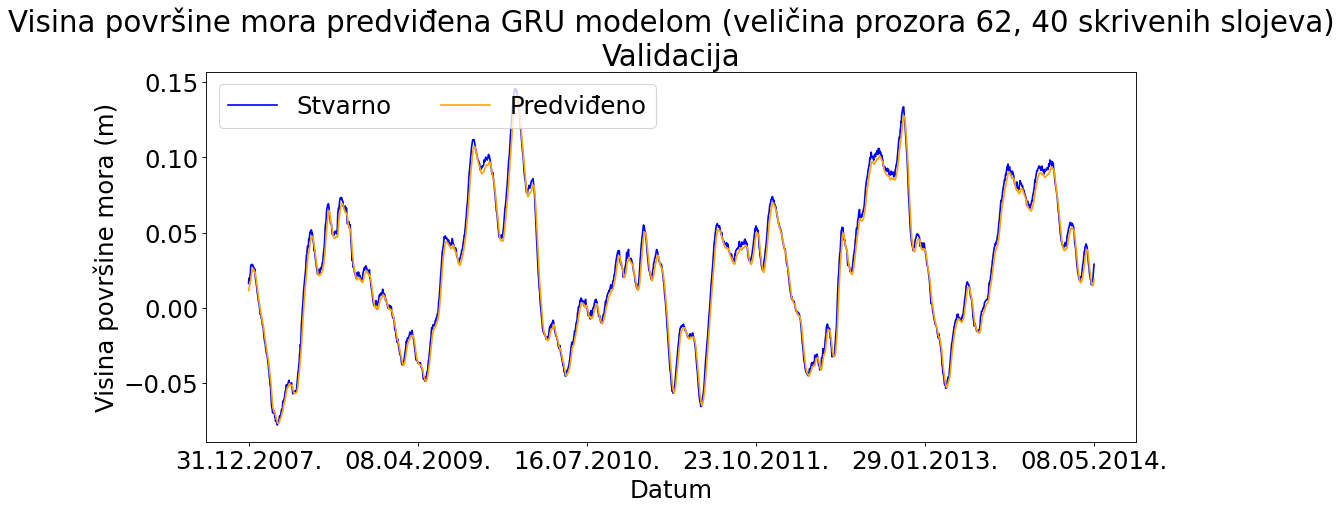 Visina površine mora predviđena GRU modelom (veličina prozora 62, 40 skrivenih slojeva)
Validacija
Stvarno Predviđeno
Visina površine mora (m)
0.15
0.10
0.05
0.00
−0.05
31.12.2007. 08.04.2009. 16.07.2010. 23.10.2011. 29.01.2013. 08.05.2014.
Datum